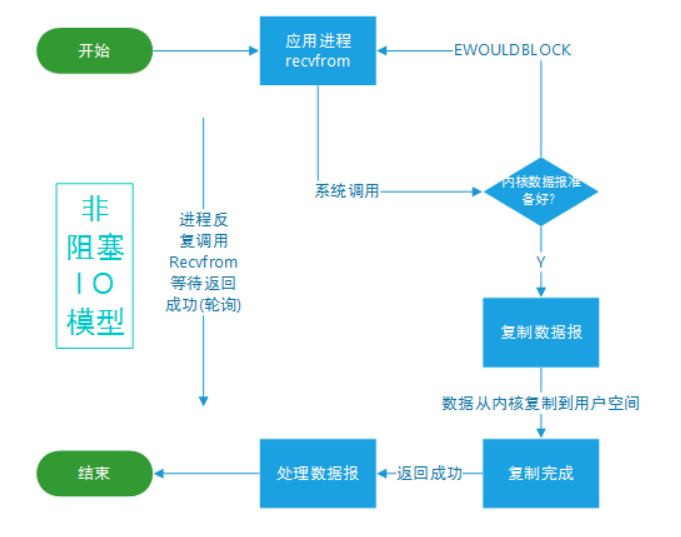 开始
应用进程
recvfrom
EWOULDBLOCK
系统调用
内核数据报准
备好?
非
阻塞
IO
模型
进程反
复调用
Recvfrom
等待返回
成功(轮询)
Y
复制数据报
数据从内核复制到用户空间
结束
处理数据报
返回成功
复制完成